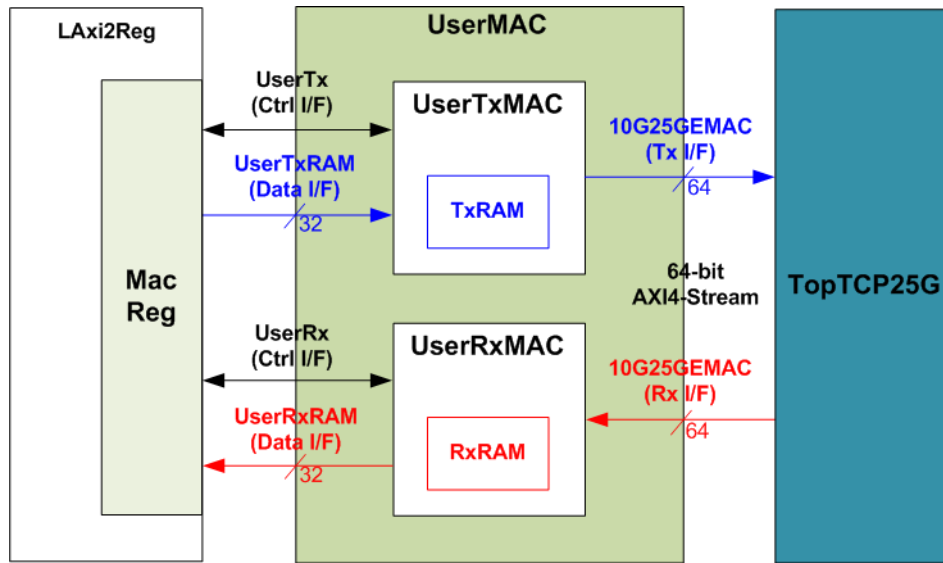 LAxi2Reg
UserMAC
UserTx
(Ctrl I/F)
UserTxMAC
10G25GEMAC
(Tx I/F)
UserTxRAM
(Data I/F)
TxRAM
32
64
Mac
Reg
64-bit
AXI4-Stream
TopTCP25G
UserRx
(Ctrl I/F)
UserRxMAC
10G25GEMAC
(Rx I/F)
UserRxRAM
(Data I/F)
RxRAM
32
64